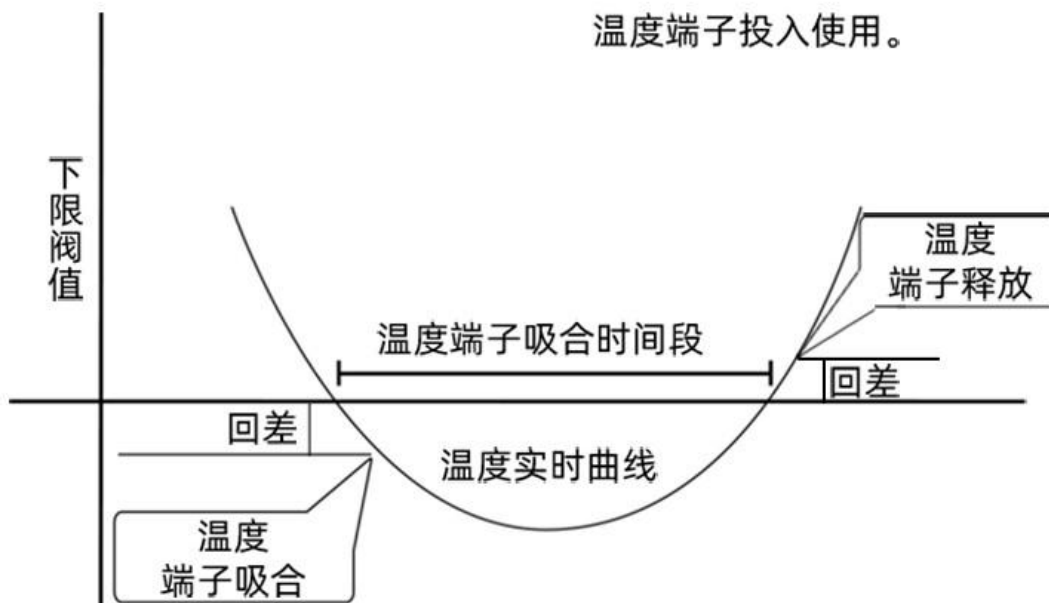 温度端子投入使用。
下
限
阀
值
温度
端子释放
温度端子吸合时间段
回差
回差
温度实时曲线
温度
端子吸合